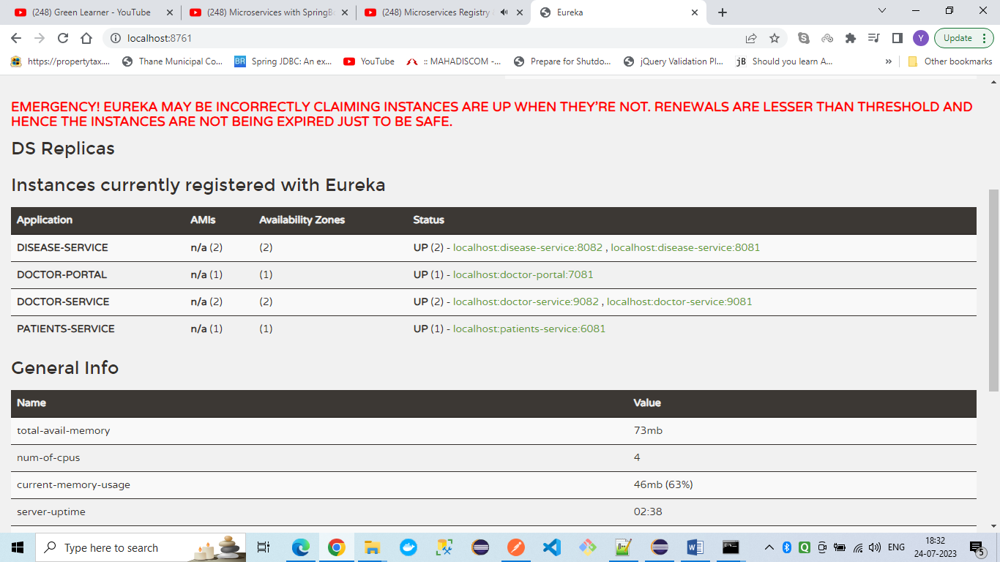 (248) Green Learner - YouTube
(248) Microservices with SpringBo
(248) Microservices Registry
Eureka
localhost:8761
Y
Update
https://propertytax....
Thane Municipal Co...
BR Spring JDBC: An ex...
YouTube
:: MAHADISCOM -...
Prepare for Shutdo...
jQuery Validation Pl...
jB Should you learn A...
»
Other bookmarks
EMERGENCY! EUREKA MAY BE INCORRECTLY CLAIMING INSTANCES ARE UP WHEN THEY'RE NOT. RENEWALS ARE LESSER THAN THRESHOLD AND
HENCE THE INSTANCES ARE NOT BEING EXPIRED JUST TO BE SAFE.
DS Replicas
Instances currently registered with Eureka
Application AMIs Availability Zones Status
DISEASE-SERVICE n/a (2) (2) UP (2) - localhost:disease-service:8082 , localhost:disease-service:8081
DOCTOR-PORTAL n/a (1) (1) UP (1) - localhost:doctor-portal:7081
DOCTOR-SERVICE n/a (2) (2) UP (2) - localhost:doctor-service:9082 , localhost:doctor-service:9081
PATIENTS-SERVICE n/a (1) (1) UP (1) - localhost:patients-service:6081
General Info
Name Value
total-avail-memory 73mb
num-of-cpus 4
current-memory-usage 46mb (63%)
server-uptime 02:38
Type here to search
ENG
18:32
24-07-2023
5